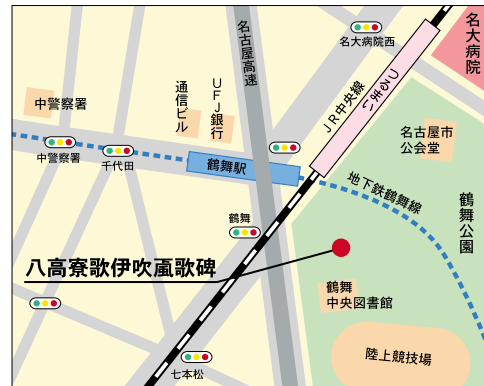 名大病院西
名大病院
名古屋高速
つるまい
JR中央線
UFJ銀行
通信ビル
中警察署
中警察署
千代田
鶴舞駅
名古屋市
公会堂
地下鉄鶴舞線
鶴舞公園
鶴舞
八高寮歌伊吹颪歌碑
鶴舞
中央図書館
陸上競技場
七本松